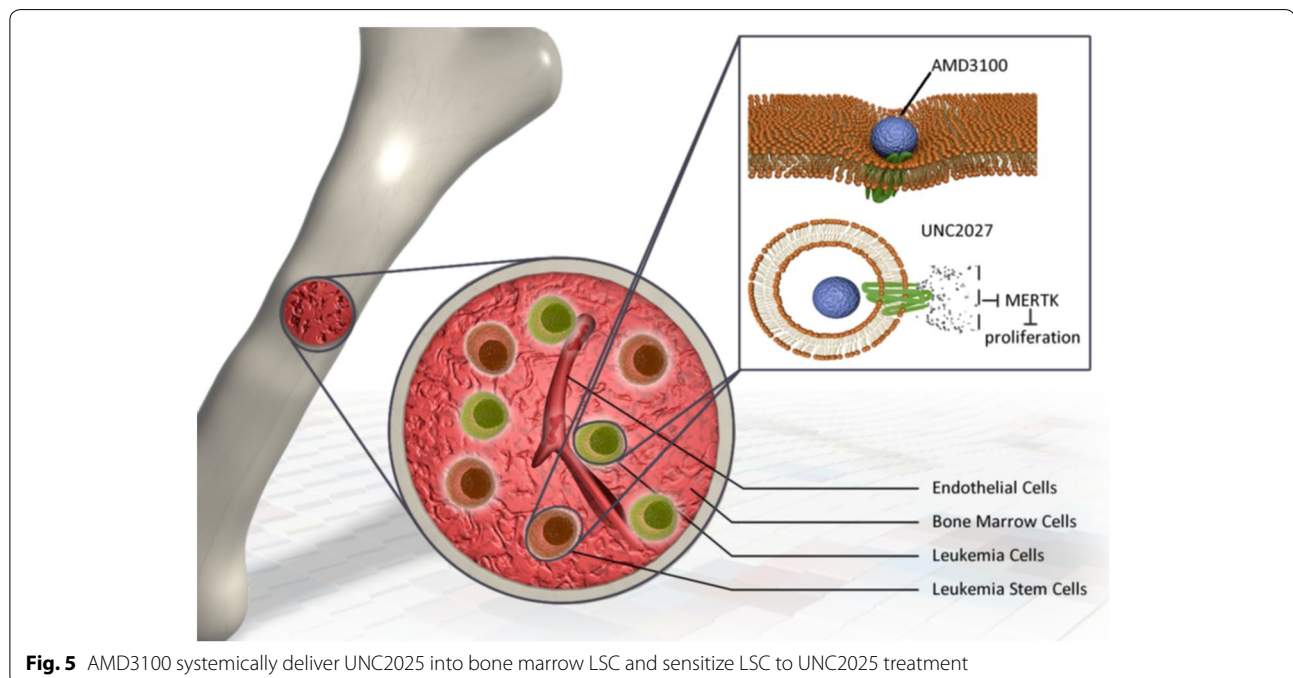 AMD3100
UNC2027
MERTK
proliferation
Endothelial Cells
Bone Marrow Cells
Leukemia Cells
Leukemia Stem Cells
Fig. 5 AMD3100 systemically deliver UNC2025 into bone marrow LSC and sensitize LSC to UNC2025 treatment